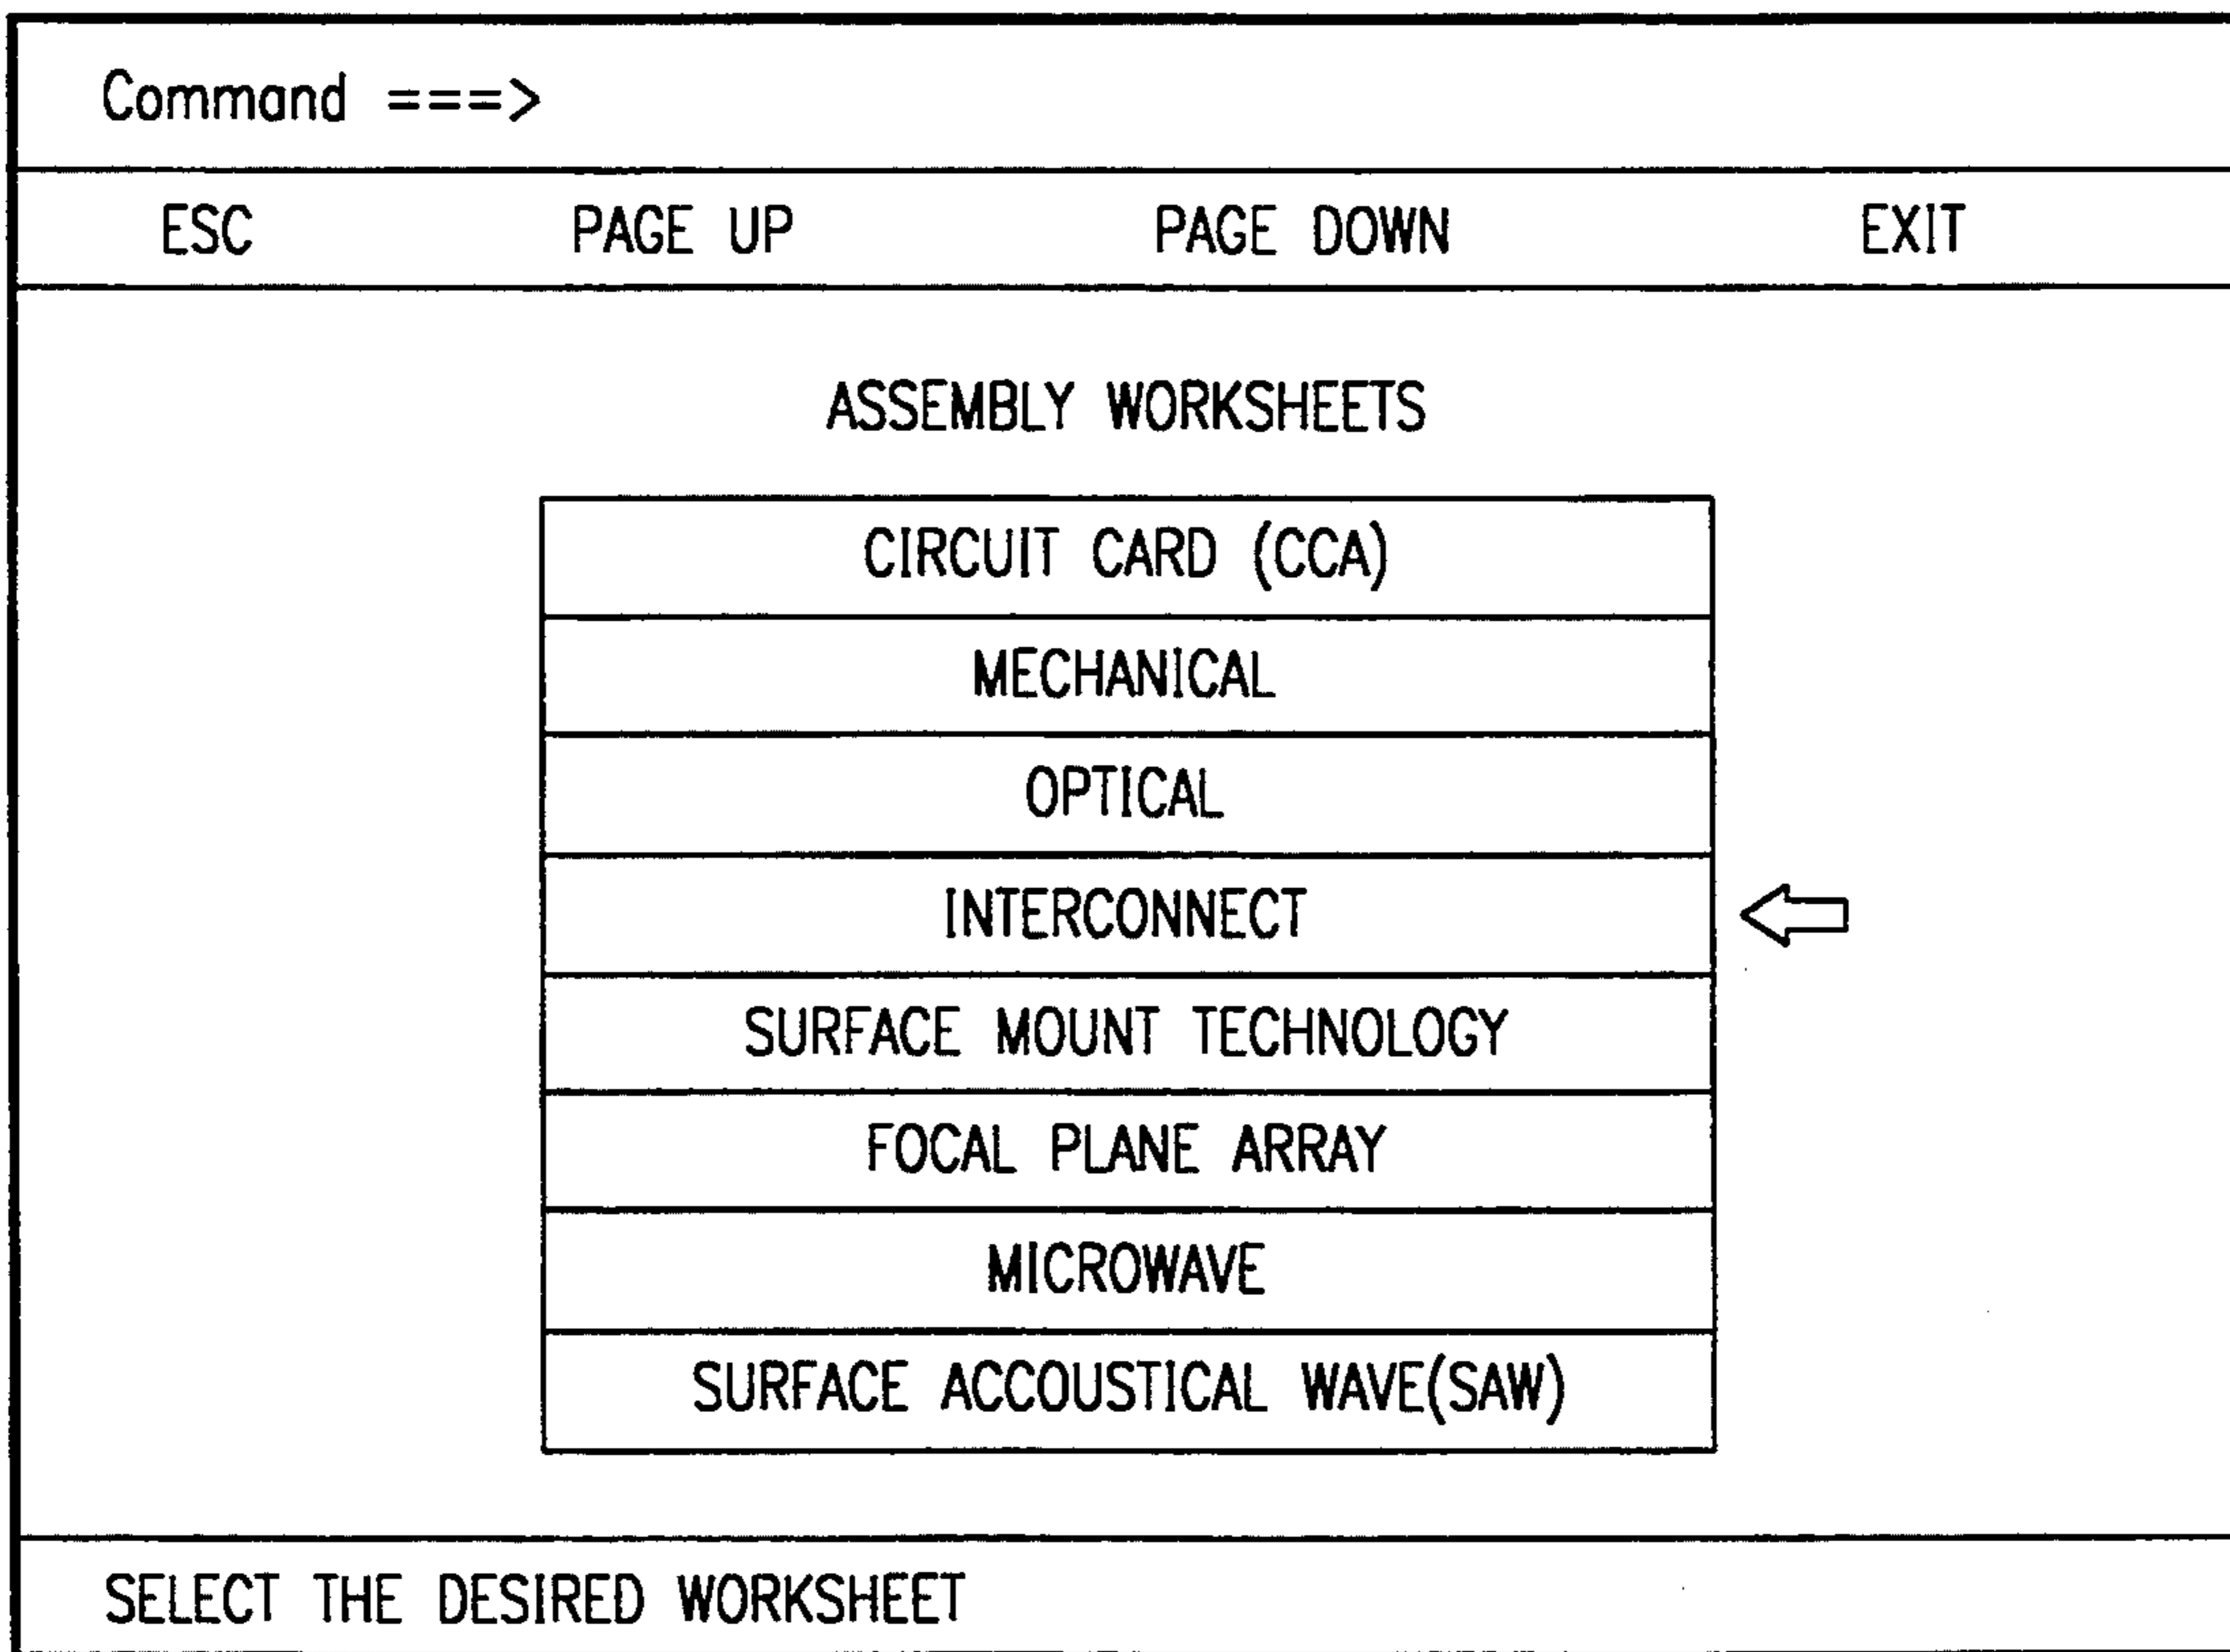 Command ===>
ESC PAGE UP PAGE DOWN EXIT
ASSEMBLY WORKSHEETS
CIRCUIT CARD (CCA)
MECHANICAL
OPTICAL
INTERCONNECT
SURFACE MOUNT TECHNOLOGY
FOCAL PLANE ARRAY
MICROWAVE
SURFACE ACCOUSTICAL WAVE(SAW)
SELECT THE DESIRED WORKSHEET